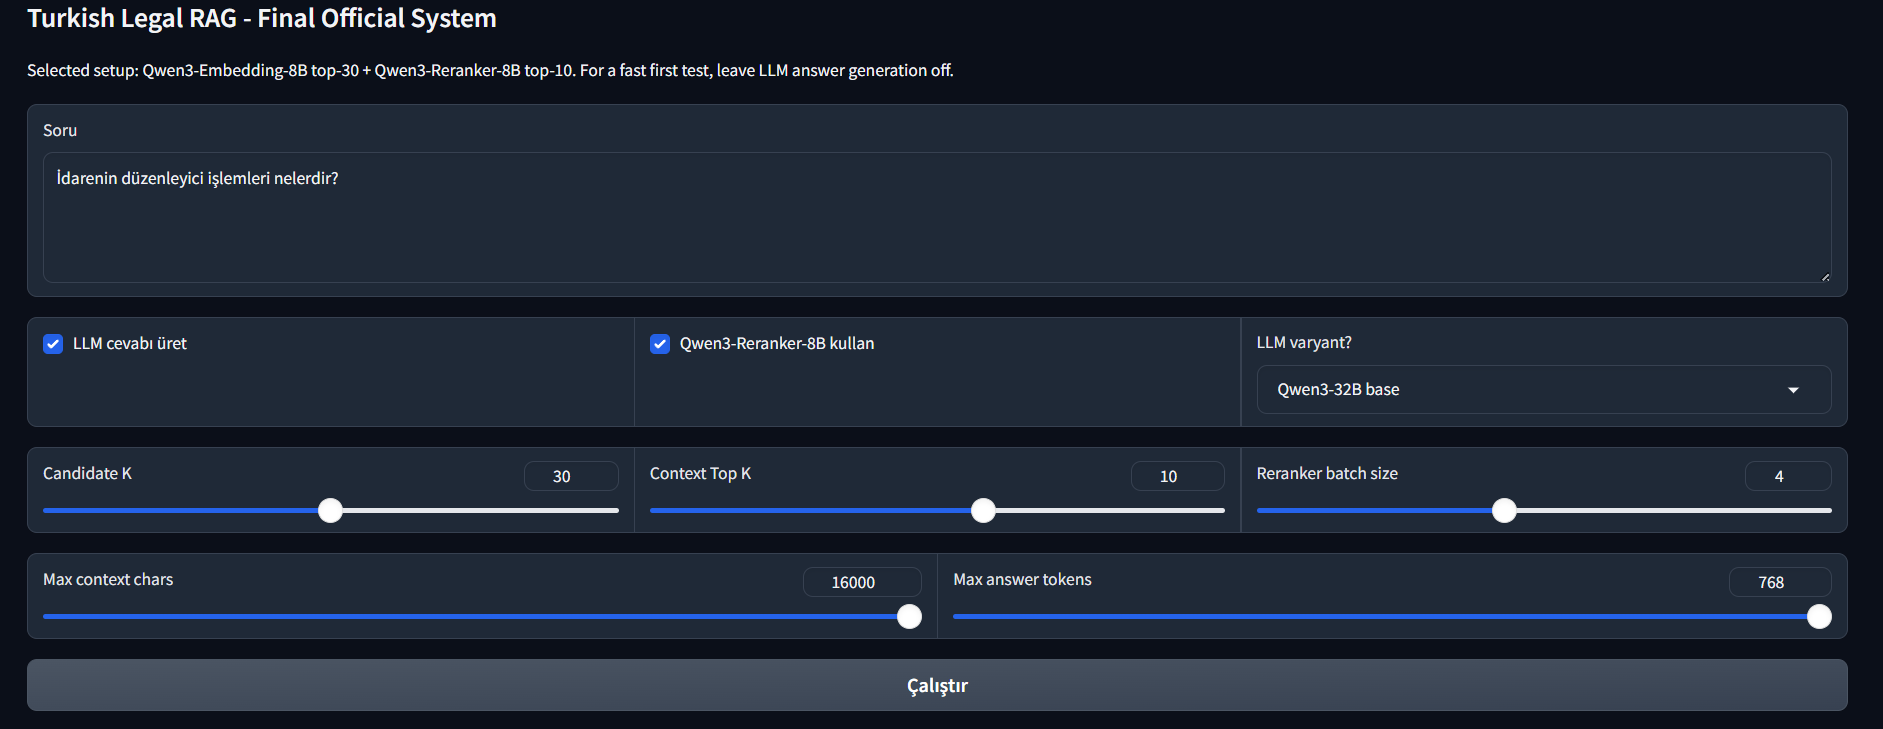 Turkish Legal RAG - Final Official System
Selected setup: Qwen3-Embedding-8B top-30 + Qwen3-Reranker-8B top-10. For a fast first test, leave LLM answer generation off.
Soru
İdarenin düzenleyici işlemleri nelerdir?
LLM cevabı üret
Qwen3-Reranker-8B kullan
LLM varyant?
Qwen3-32B base
Candidate K
30
Context Top K
10
Reranker batch size
4
Max context chars
16000
Max answer tokens
768
Çalıştır